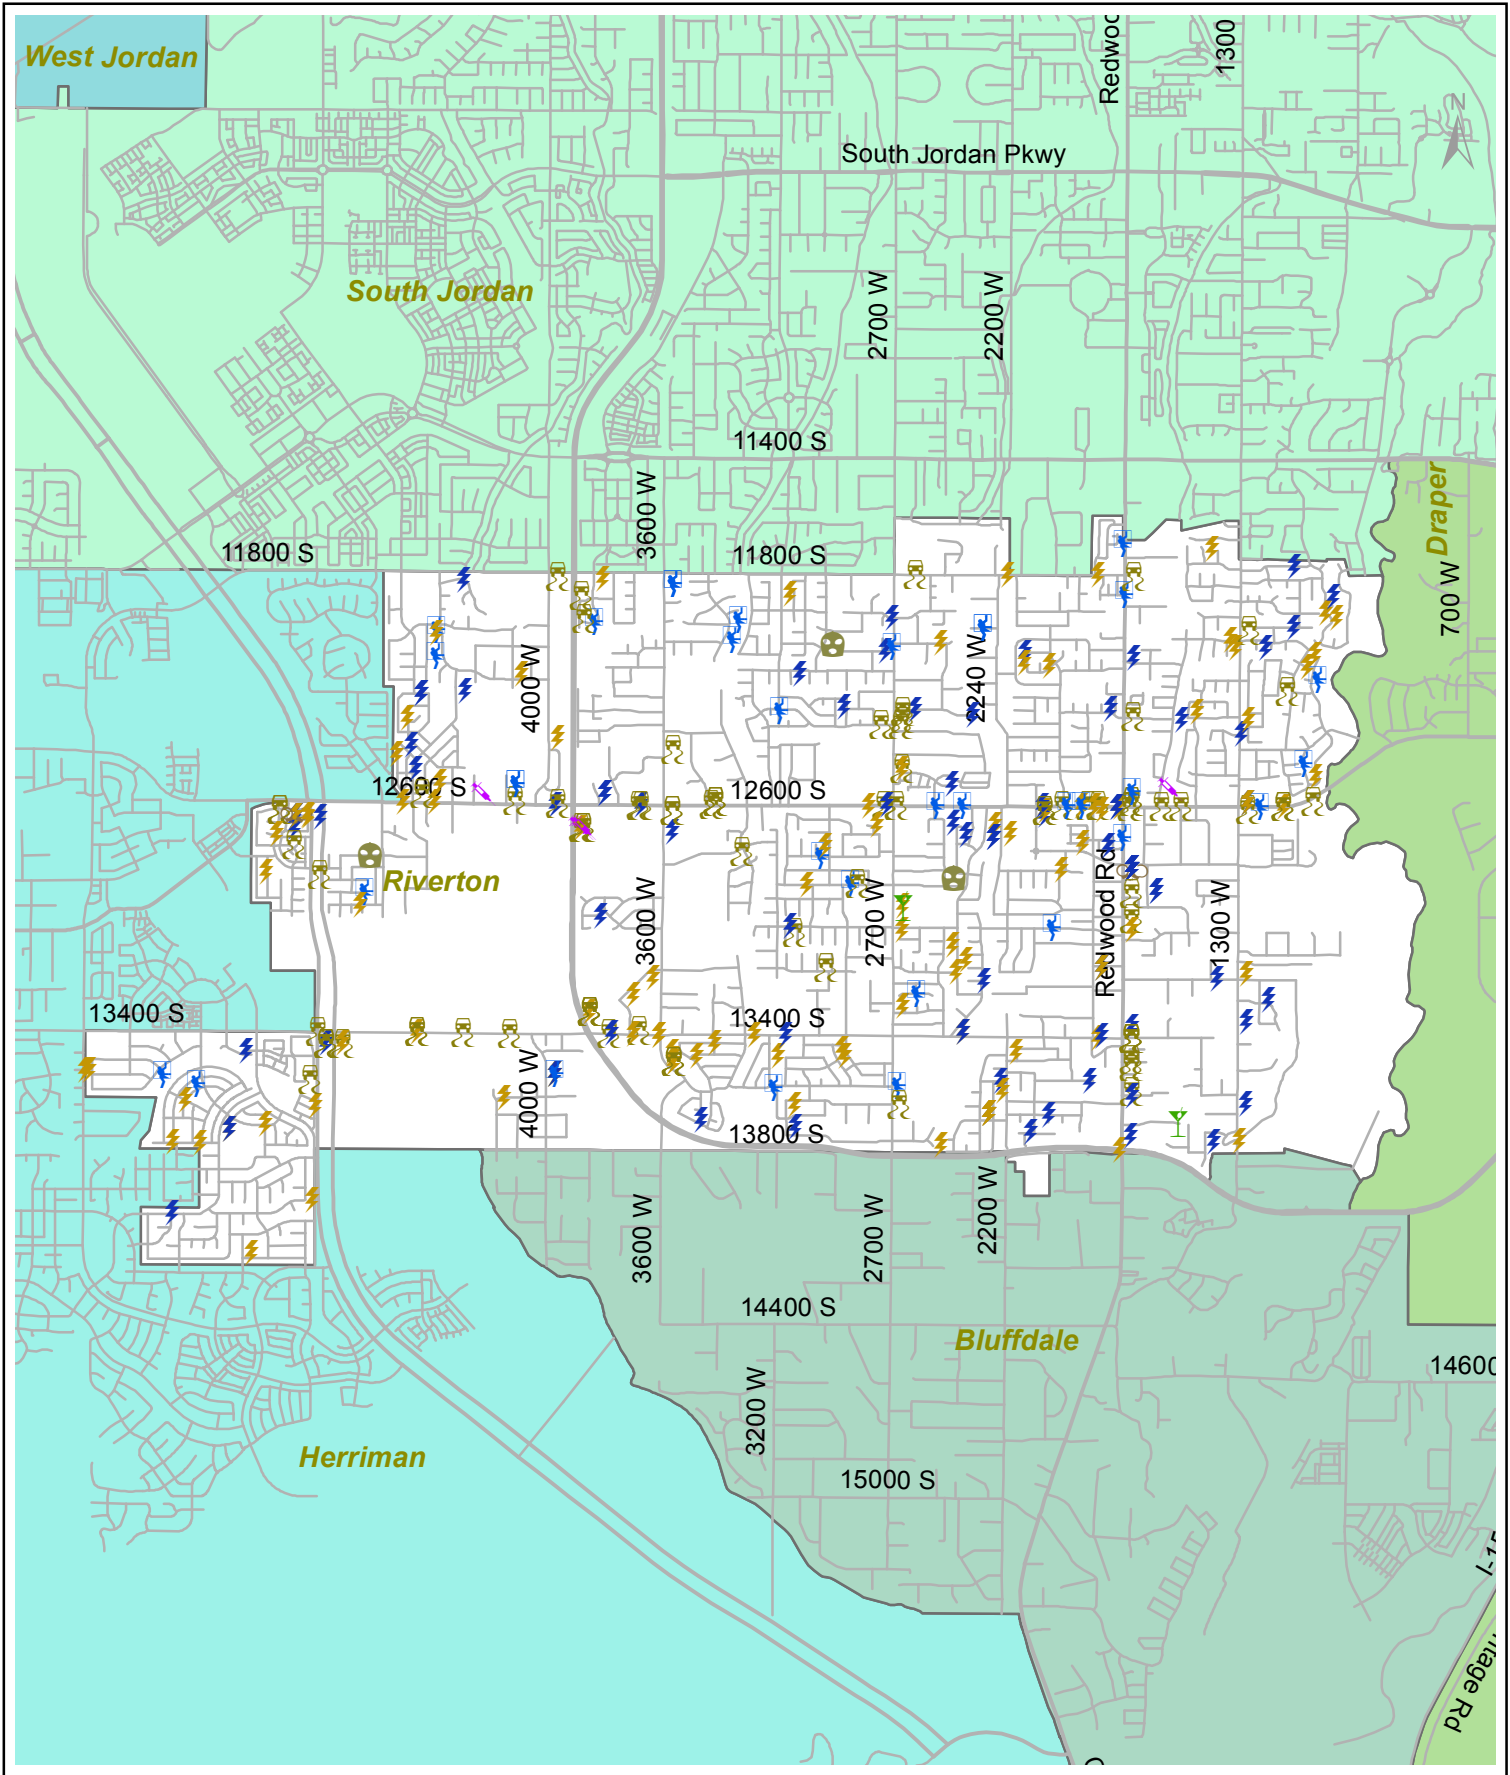 West Jordan
Redwoo
1300
N
South Jordan Pkwy
South Jordan
2700 W
2200 W
11400 S
3600 W
Draper
11800 S
11800 S
700 W
4000 W
2240 W
12600 S
12600 S
Riverton
3600 W
2700 W
Redwood Rd
1300 W
13400 S
13400 S
4000 W
13800 S
3600 W
2700 W
2200 W
14400 S
Bluffdale
14600
3200 W
Herriman
15000 S
I-15
ntage Rd